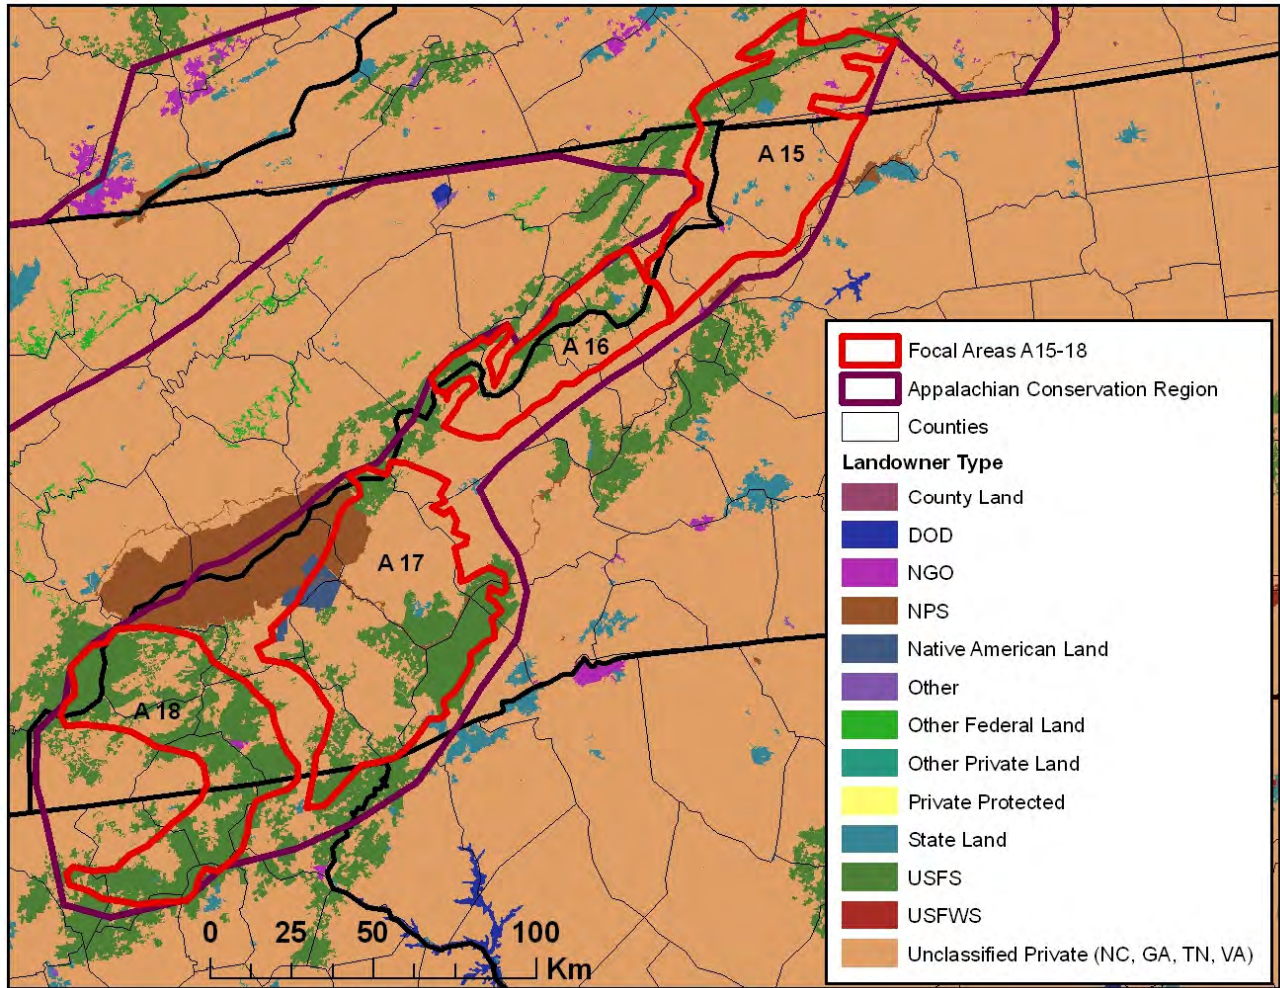 A 15
A 16
A 17
A 18
0 25 50 100
Km
Focal Areas A15-18
Appalachian Conservation Region
Counties
Landowner Type
County Land
DOD
NGO
NPS
Native American Land
Other
Other Federal Land
Other Private Land
Private Protected
State Land
USFS
USFWS
Unclassified Private (NC, GA, TN, VA)